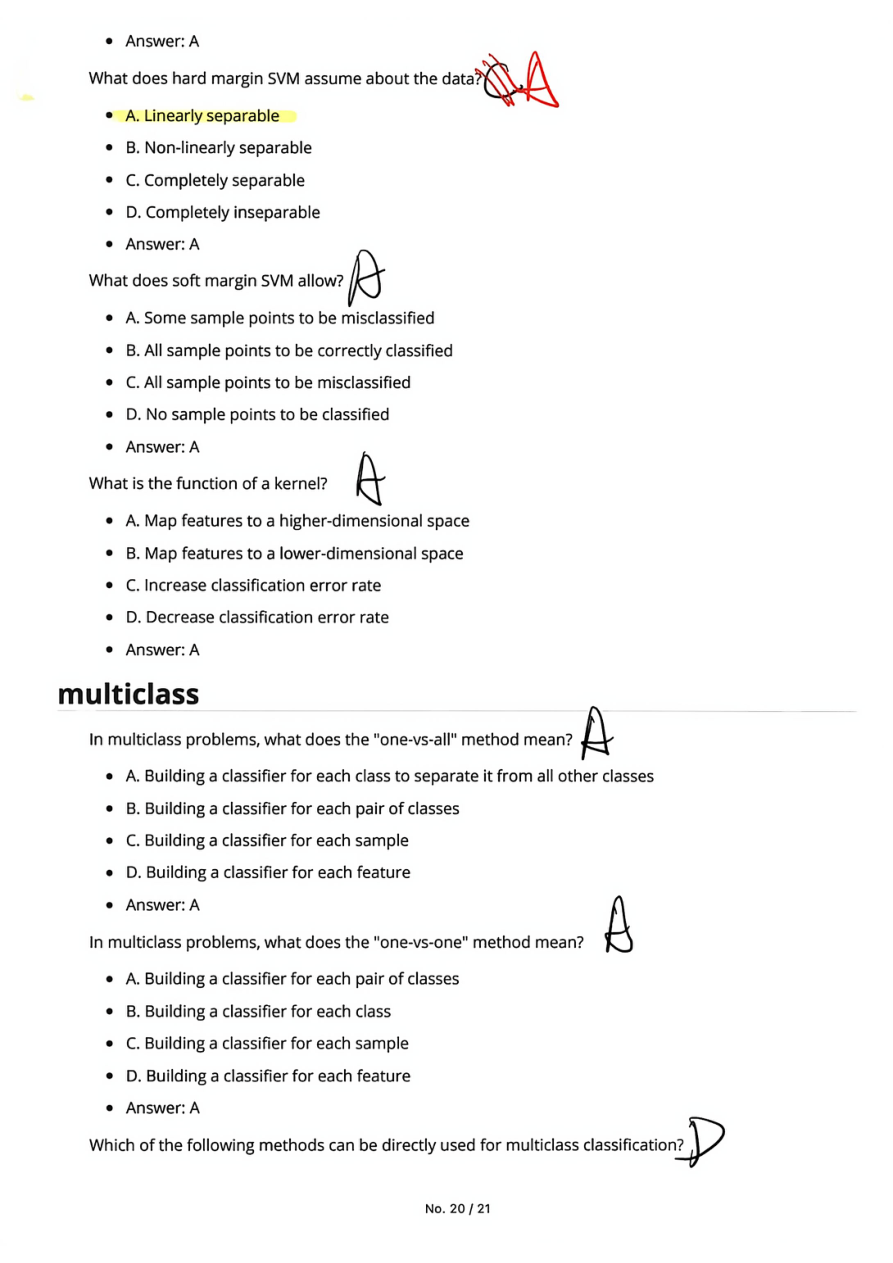 • Answer: A
What does hard margin SVM assume about the data? A
• A. Linearly separable
• B. Non-linearly separable
• C. Completely separable
• D. Completely inseparable
• Answer: A
What does soft margin SVM allow? A
• A. Some sample points to be misclassified
• B. All sample points to be correctly classified
• C. All sample points to be misclassified
• D. No sample points to be classified
• Answer: A
What is the function of a kernel? A
• A. Map features to a higher-dimensional space
• B. Map features to a lower-dimensional space
• C. Increase classification error rate
• D. Decrease classification error rate
• Answer: A
multiclass
In multiclass problems, what does the "one-vs-all" method mean? A
• A. Building a classifier for each class to separate it from all other classes
• B. Building a classifier for each pair of classes
• C. Building a classifier for each sample
• D. Building a classifier for each feature
• Answer: A
In multiclass problems, what does the "one-vs-one" method mean? A
• A. Building a classifier for each pair of classes
• B. Building a classifier for each class
• C. Building a classifier for each sample
• D. Building a classifier for each feature
• Answer: A
Which of the following methods can be directly used for multiclass classification? D
No. 20 / 21